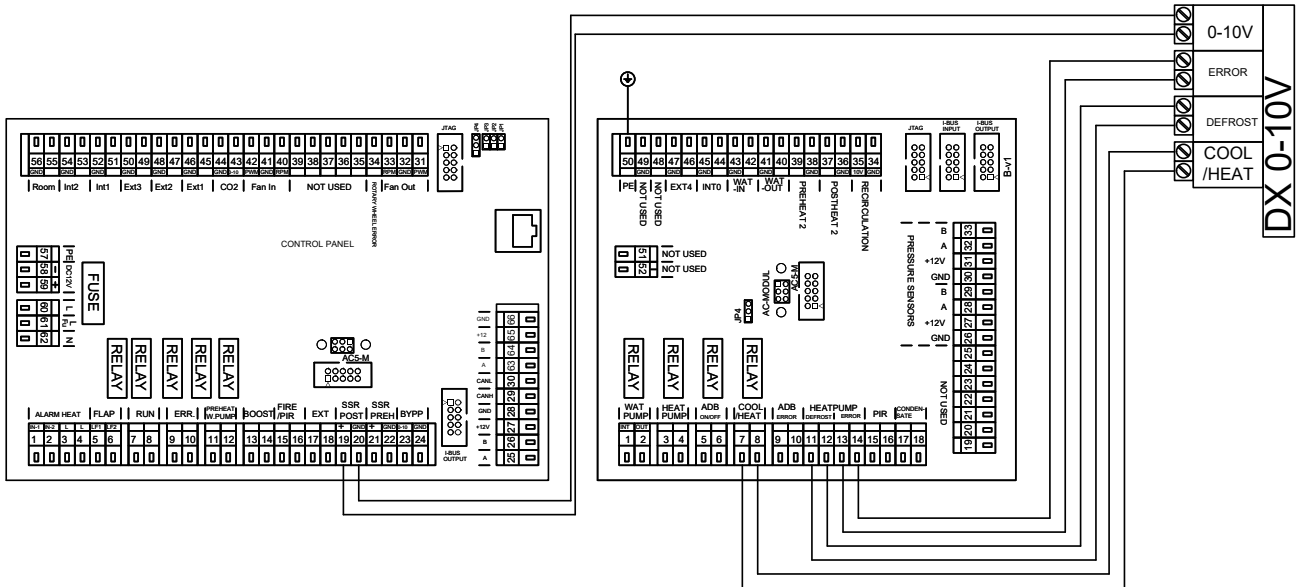 0-10V
ERROR
DEFROST
COOL
/HEAT
DX 0-10V
JTAG
JP1
JP2
JP3
56 55 54 53 52 51 50 49 48 47 46 45 44 43 42 41 40 39 38 37 36 35 34 33 32 31
GND GND GND GND GND GND GND 0-10 PWM GND RPM RPM GND PWM
Room Int2 Int1 Ext3 Ext2 Ext1 CO2 Fan In NOT USED ROTARY WHEEL ERROR Fan Out
CONTROL PANEL
57 58 59
- +
PE DC12V
FUSE
60 61 62
L L N
Fu
RELAY RELAY RELAY RELAY RELAY
AC5-M
GND 66
+12 65
B 64
A 63
CANL 30
CANH 29
GND 28
+12V 27
B 26
A 25
ALARM HEAT FLAP RUN ERR. PREHEAT /W.PUMP BOOST FIRE /PIR EXT SSR POST SSR PREH BYPP
IN-1 IN-2 L L LF1 LF2 + GND + GND 0-10 GND
1 2 3 4 5 6 7 8 9 10 11 12 13 14 15 16 17 18 19 20 21 22 23 24
I-BUS
OUTPUT
50 49 48 47 46 45 44 43 42 41 40 39 38 37 36 35 34
GND GND GND GND GND GND GND 10V GND
PE NOT USED NOT USED EXT4 INT0 WAT -IN WAT -OUT PREHEAT 2 POSTHEAT 2 RECIRCULATION
JTAG
I-BUS
INPUT
I-BUS
OUTPUT
B-V1
51 NOT USED
52 NOT USED
AC-MODUL
AC5-M
JP4
B 33
A 32
+12V 31
GND 30
B 29
A 28
+12V 27
GND 26
PRESSURE SENSORS
25
24
23
22
21
20
19
NOT USED
RELAY RELAY RELAY RELAY
WAT PUMP HEAT PUMP ADB ON/OFF COOL /HEAT ADB ERROR HEATPUMP DEFROST ERROR PIR CONDEN- SATE
INT OUT
1 2 3 4 5 6 7 8 9 10 11 12 13 14 15 16 17 18